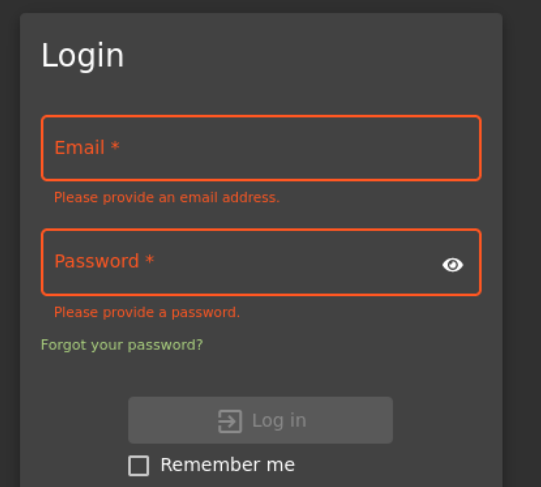 Login
Email *
Please provide an email address.
Password *
Please provide a password.
Forgot your password?
Log in
Remember me